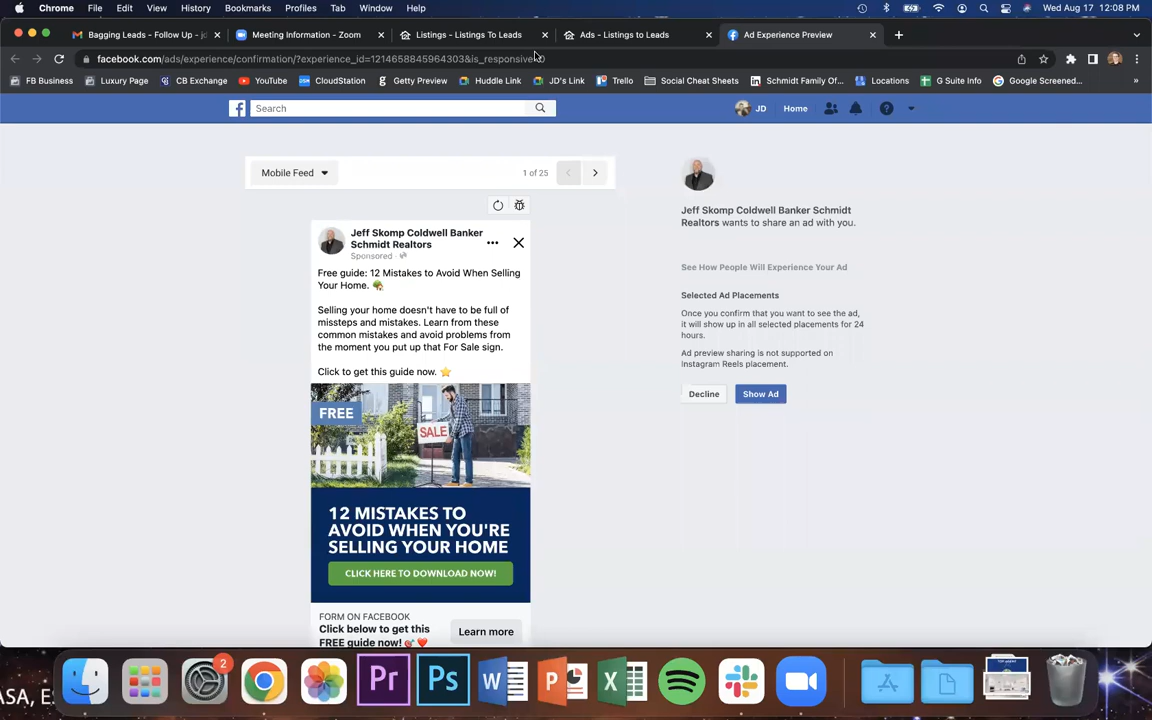 Chrome File Edit View History Bookmarks Profiles Tab Window Help Wed Aug 17 12:08 PM
Bagging Leads - Follow Up - jd Meeting Information - Zoom Listings - Listings To Leads Ads - Listings to Leads Ad Experience Preview
facebook.com/ads/experience/confirmation/?experience_id=1214658845964303&is_responsive=0
FB Business Luxury Page CB Exchange YouTube CloudStation Getty Preview Huddle Link JD's Link Trello Social Cheat Sheets Schmidt Family Of... Locations G Suite Info Google Screened...
Search JD Home
Mobile Feed 1 of 25
Jeff Skomp Coldwell Banker
Schmidt Realtors
Sponsored ·
Free guide: 12 Mistakes to Avoid When Selling
Your Home.
Selling your home doesn't have to be full of
missteps and mistakes. Learn from these
common mistakes and avoid problems from
the moment you put up that For Sale sign.
Click to get this guide now.
FREE
SALE
12 MISTAKES TO
AVOID WHEN YOU'RE
SELLING YOUR HOME
CLICK HERE TO DOWNLOAD NOW!
FORM ON FACEBOOK
Click below to get this
FREE guide now!
Learn more
Jeff Skomp Coldwell Banker Schmidt
Realtors wants to share an ad with you.
See How People Will Experience Your Ad
Selected Ad Placements
Once you confirm that you want to see the ad,
it will show up in all selected placements for 24
hours.
Ad preview sharing is not supported on
Instagram Reels placement.
Decline Show Ad
2
Pr Ps W P X
ASA, E